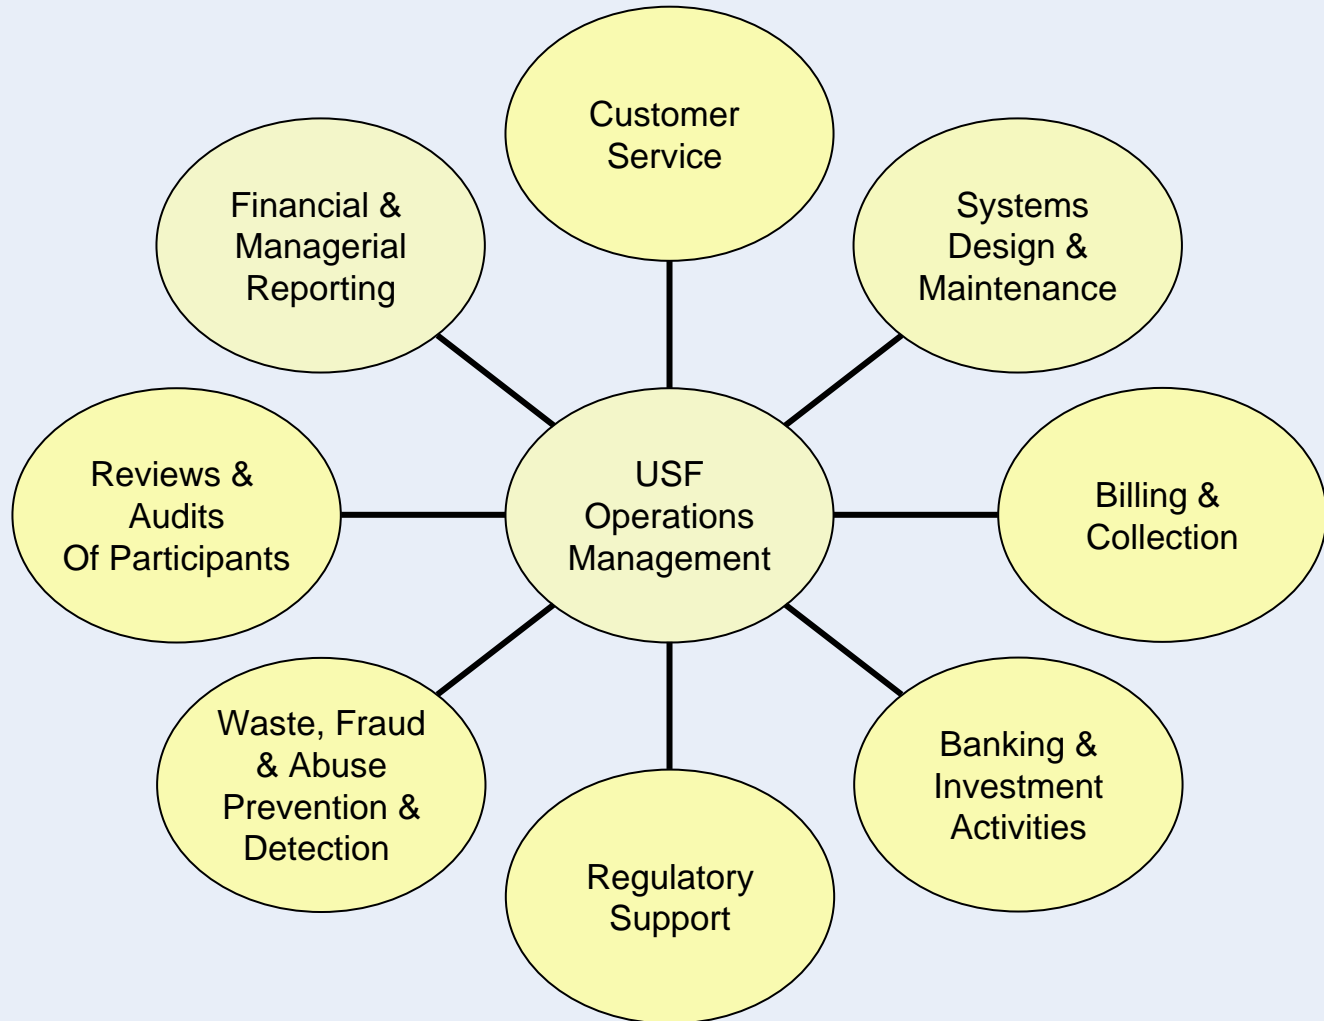 Customer
Service
Financial &
Managerial
Reporting
Systems
Design &
Maintenance
Reviews &
Audits
Of Participants
USF
Operations
Management
Billing &
Collection
Waste, Fraud
& Abuse
Prevention &
Detection
Banking &
Investment
Activities
Regulatory
Support